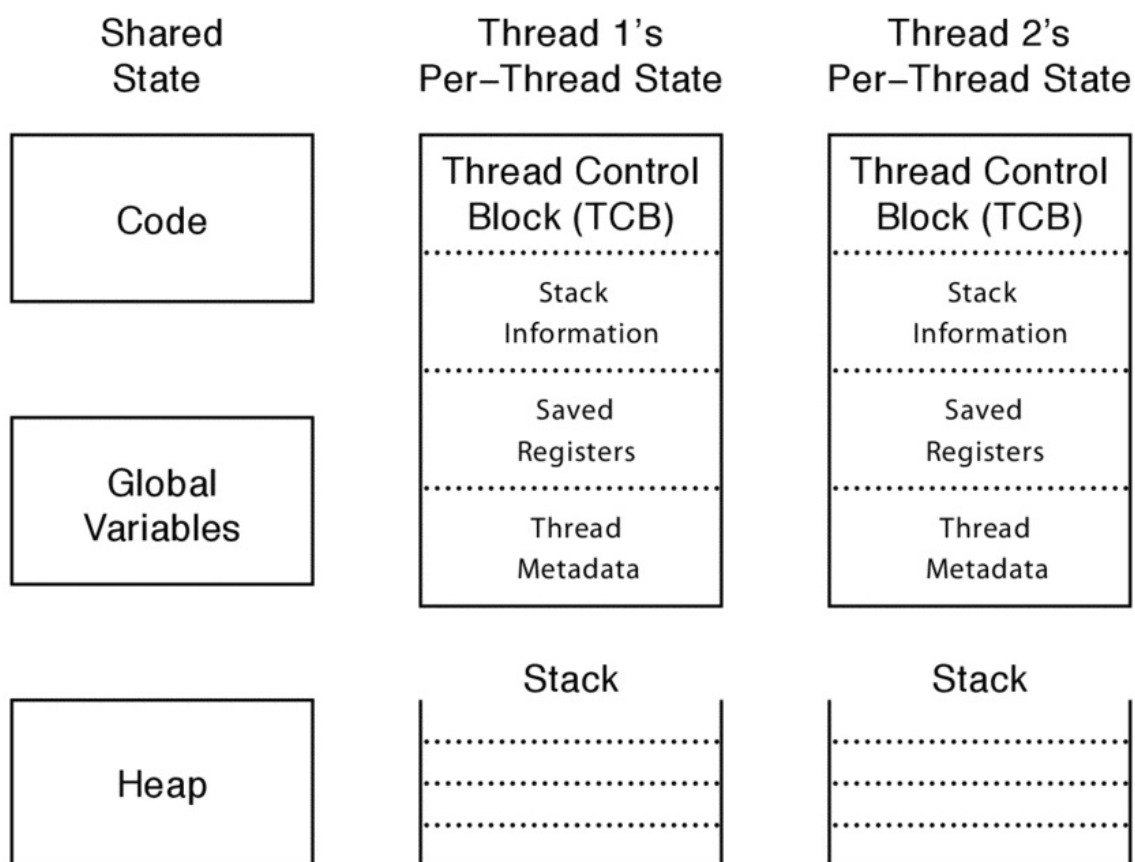 Shared
State
Code
Global
Variables
Heap
Thread 1’s
Per–Thread State
Thread Control
Block (TCB)
Stack
Information
Saved
Registers
Thread
Metadata
Stack
Thread 2’s
Per–Thread State
Thread Control
Block (TCB)
Stack
Information
Saved
Registers
Thread
Metadata
Stack